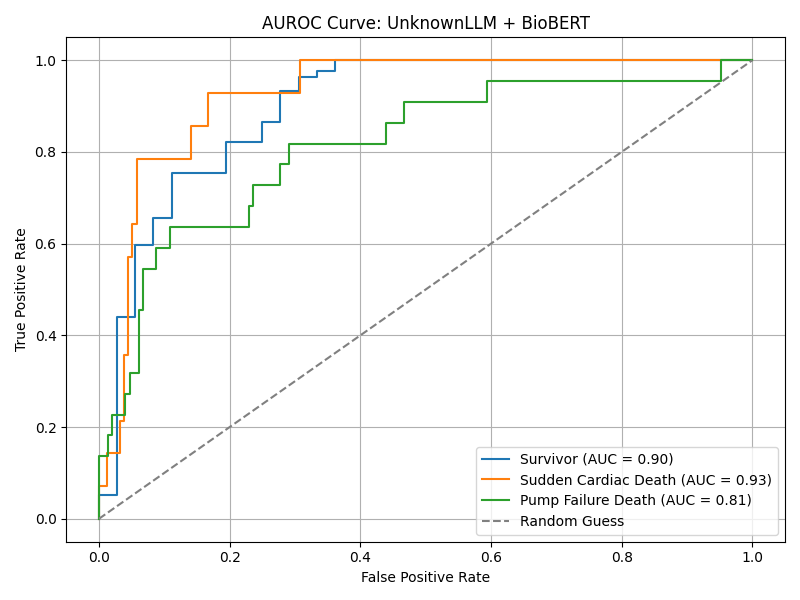 AUROC Curve: UnknownLLM + BioBERT
True Positive Rate
1.0
0.8
0.6
0.4
0.2
0.0
Survivor (AUC = 0.90)
Sudden Cardiac Death (AUC = 0.93)
Pump Failure Death (AUC = 0.81)
Random Guess
0.0 0.2 0.4 0.6 0.8 1.0
False Positive Rate